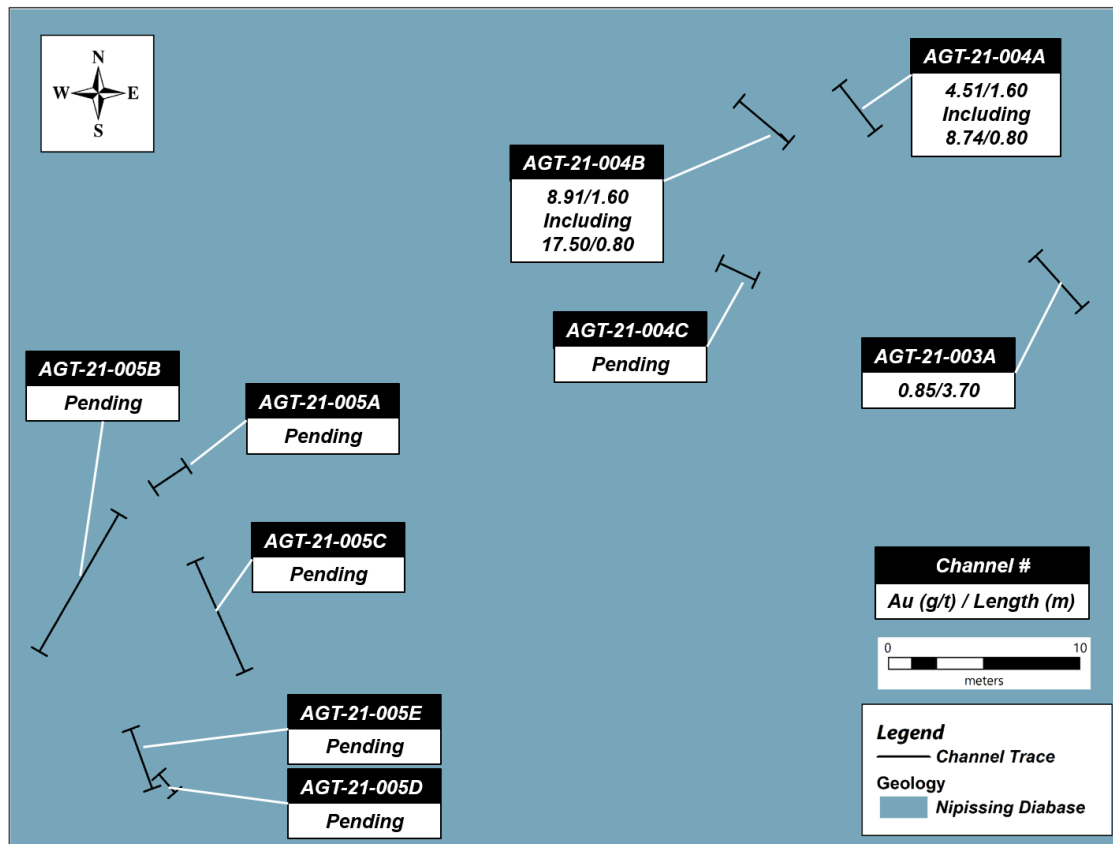 N
W E
S
AGT-21-004A
4.51/1.60
Including
8.74/0.80
AGT-21-004B
8.91/1.60
Including
17.50/0.80
AGT-21-004C
Pending
AGT-21-003A
0.85/3.70
AGT-21-005B
Pending
AGT-21-005A
Pending
AGT-21-005C
Pending
AGT-21-005E
Pending
AGT-21-005D
Pending
Channel #
Au (g/t) / Length (m)
0 10
meters
Legend
Channel Trace
Geology
Nipissing Diabase